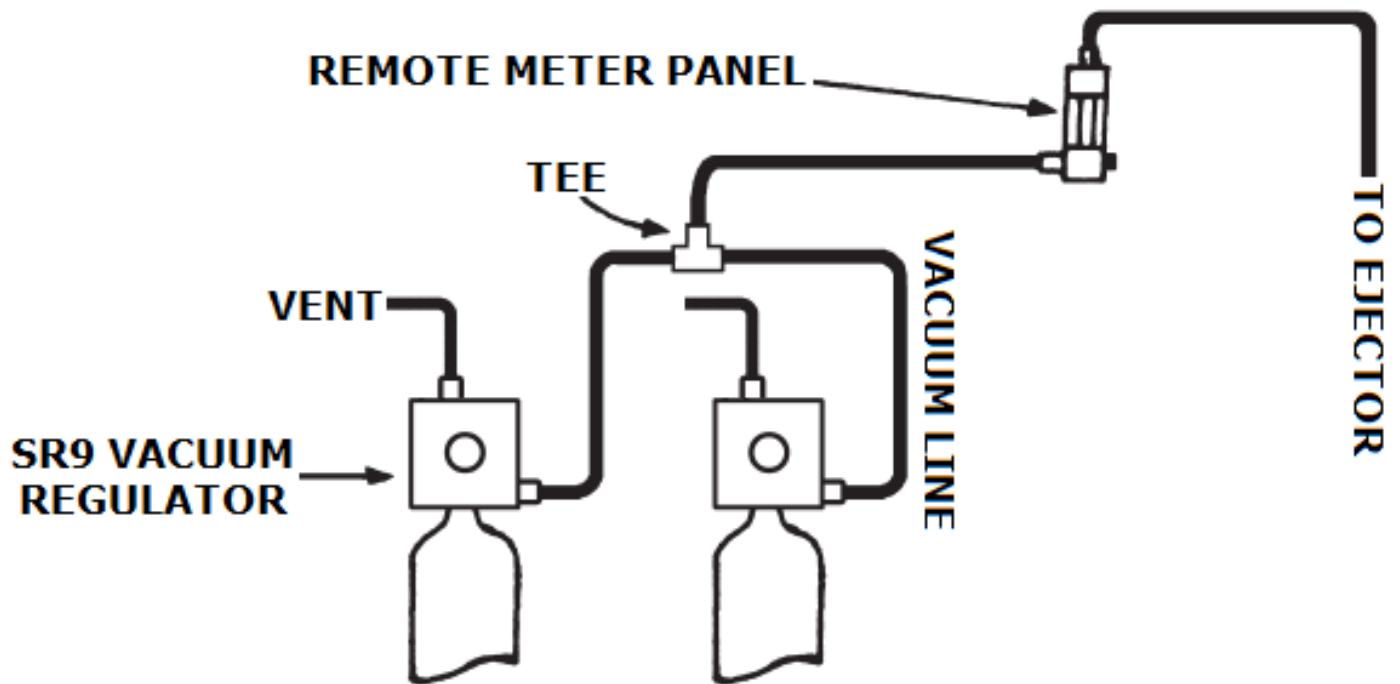 REMOTE METER PANEL
TEE
VACUUM LINE
TO EJECTOR
VENT
SR9 VACUUM
REGULATOR